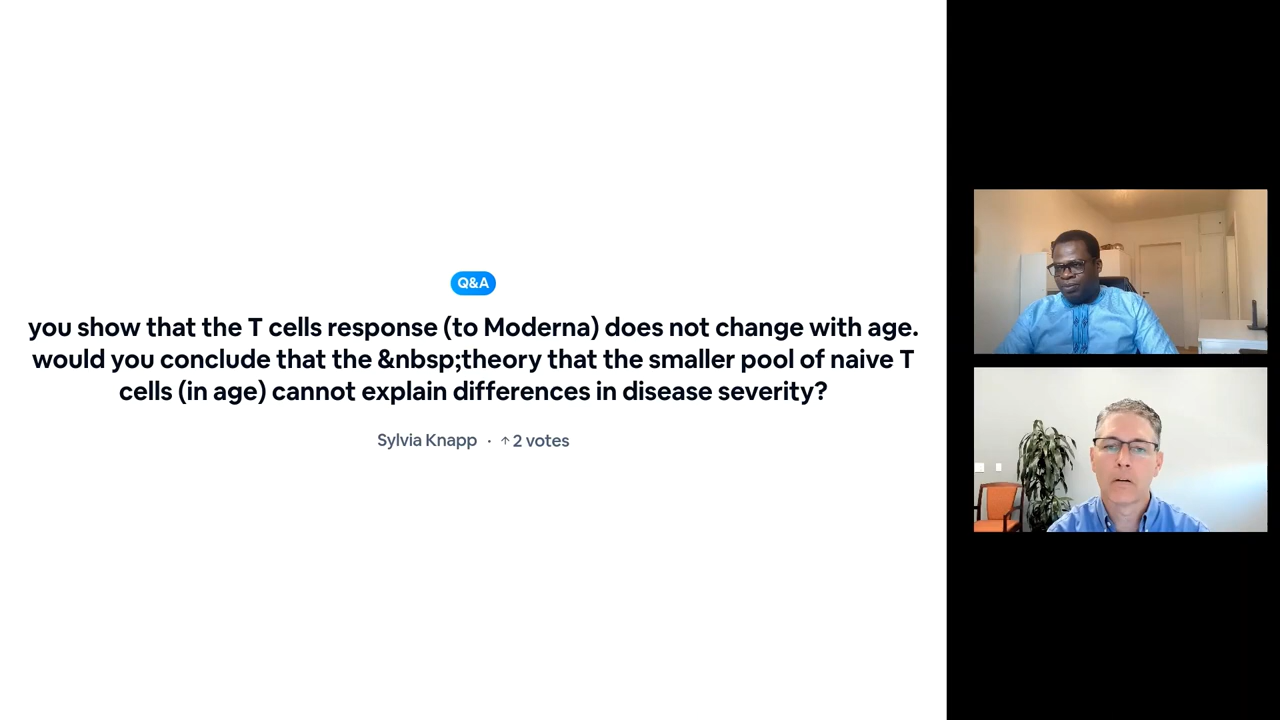 Q&A
you show that the T cells response (to Moderna) does not change with age.
would you conclude that the &nbsp;theory that the smaller pool of naive T
cells (in age) cannot explain differences in disease severity?
Sylvia Knapp · ↑ 2 votes